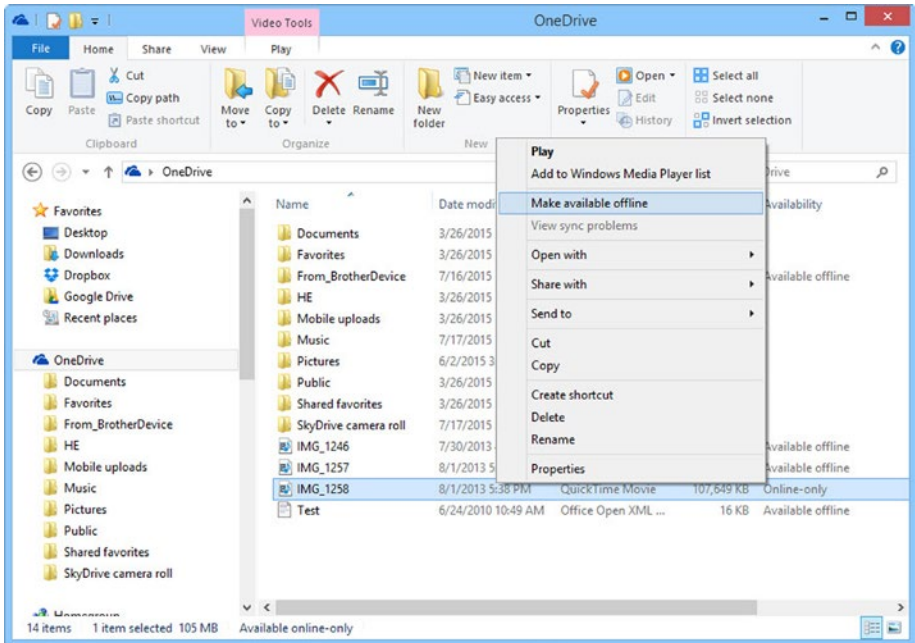 Video Tools
OneDrive
File
Home
Share
View
Play
Copy
Paste
Cut
Copy path
Paste shortcut
Clipboard
Move to
Copy to
Delete
Rename
Organize
New folder
New item
Easy access
New
Properties
Open
Edit
History
Select all
Select none
Invert selection
OneDrive
Name
Favorites
Desktop
Downloads
Dropbox
Google Drive
Recent places
OneDrive
Documents
Favorites
From_BrotherDevice
HE
Mobile uploads
Music
Pictures
Public
Shared favorites
SkyDrive camera roll
Documents 3/26/2015
Favorites 3/26/2015
From_BrotherDevice 7/16/2015 Available offline
HE 3/26/2015
Mobile uploads 3/26/2015
Music 7/17/2015
Pictures 6/2/2015
Public 3/26/2015
Shared favorites 3/26/2015
SkyDrive camera roll 7/17/2015
IMG_1246 7/30/2013 Available offline
IMG_1257 8/1/2013 Available offline
IMG_1258 8/1/2013 5:38 PM QuickTime Movie 107,649 KB Online-only
Test 6/24/2010 10:49 AM Office Open XML ... 16 KB Available offline
Play
Add to Windows Media Player list
Make available offline
View sync problems
Open with
Share with
Send to
Cut
Copy
Create shortcut
Delete
Rename
Properties
Availability
14 items 1 item selected 105 MB Available online-only